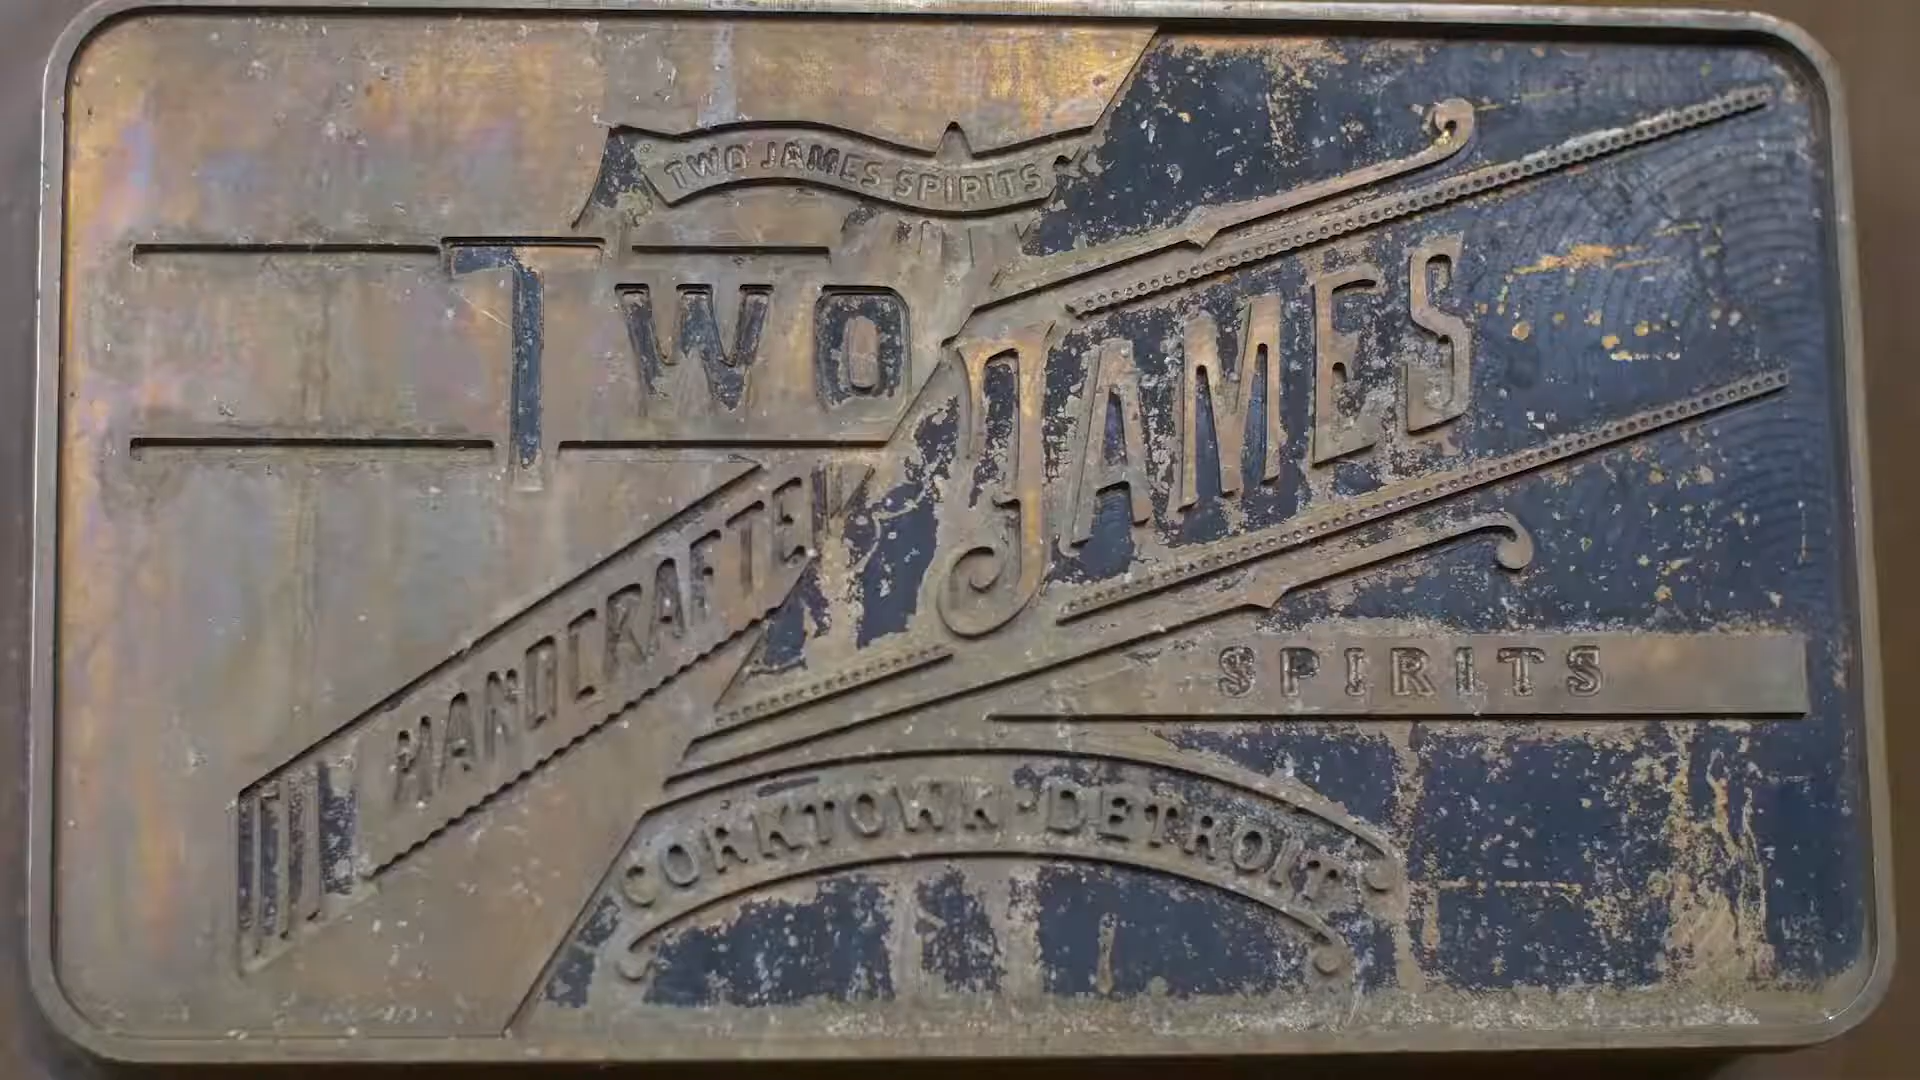 TWO JAMES SPIRITS
TWO
JAMES
HANDCRAFTED
SPIRITS
CORKTOWN · DETROIT